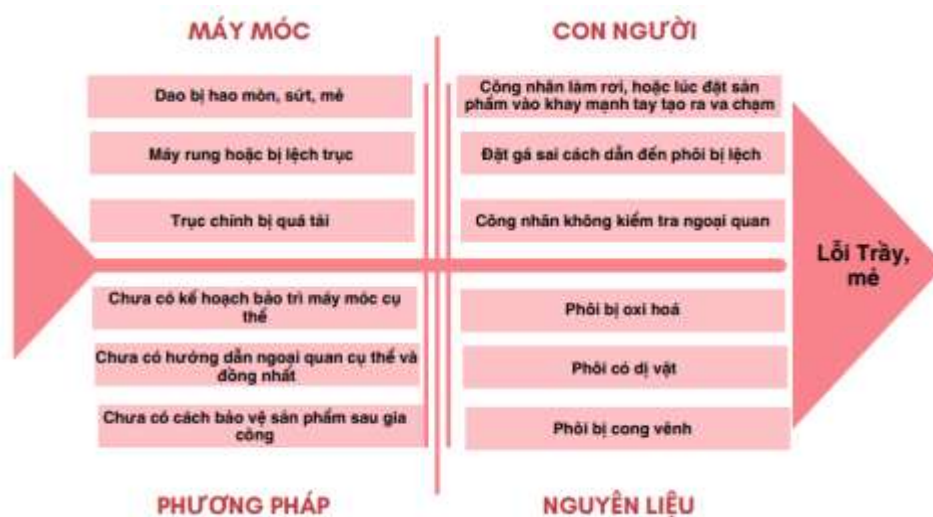 MÁY MÓC
Dao bị hao mòn, sứt, mẻ
Máy rung hoặc bị lệch trục
Trục chính bị quá tải
CON NGƯỜI
Công nhân làm rơi, hoặc lúc đặt sản
phẩm vào khay mạnh tay tạo ra va chạm
Đặt gá sai cách dẫn đến phôi bị lệch
Công nhân không kiểm tra ngoại quan
Lỗi Trầy,
mẻ
Chưa có kế hoạch bảo trì máy móc cụ
thể
Chưa có hướng dẫn ngoại quan cụ thể và
đồng nhất
Chưa có cách bảo vệ sản phẩm sau gia
công
PHƯƠNG PHÁP
Phôi bị oxi hoá
Phôi có dị vật
Phôi bị cong vênh
NGUYÊN LIỆU